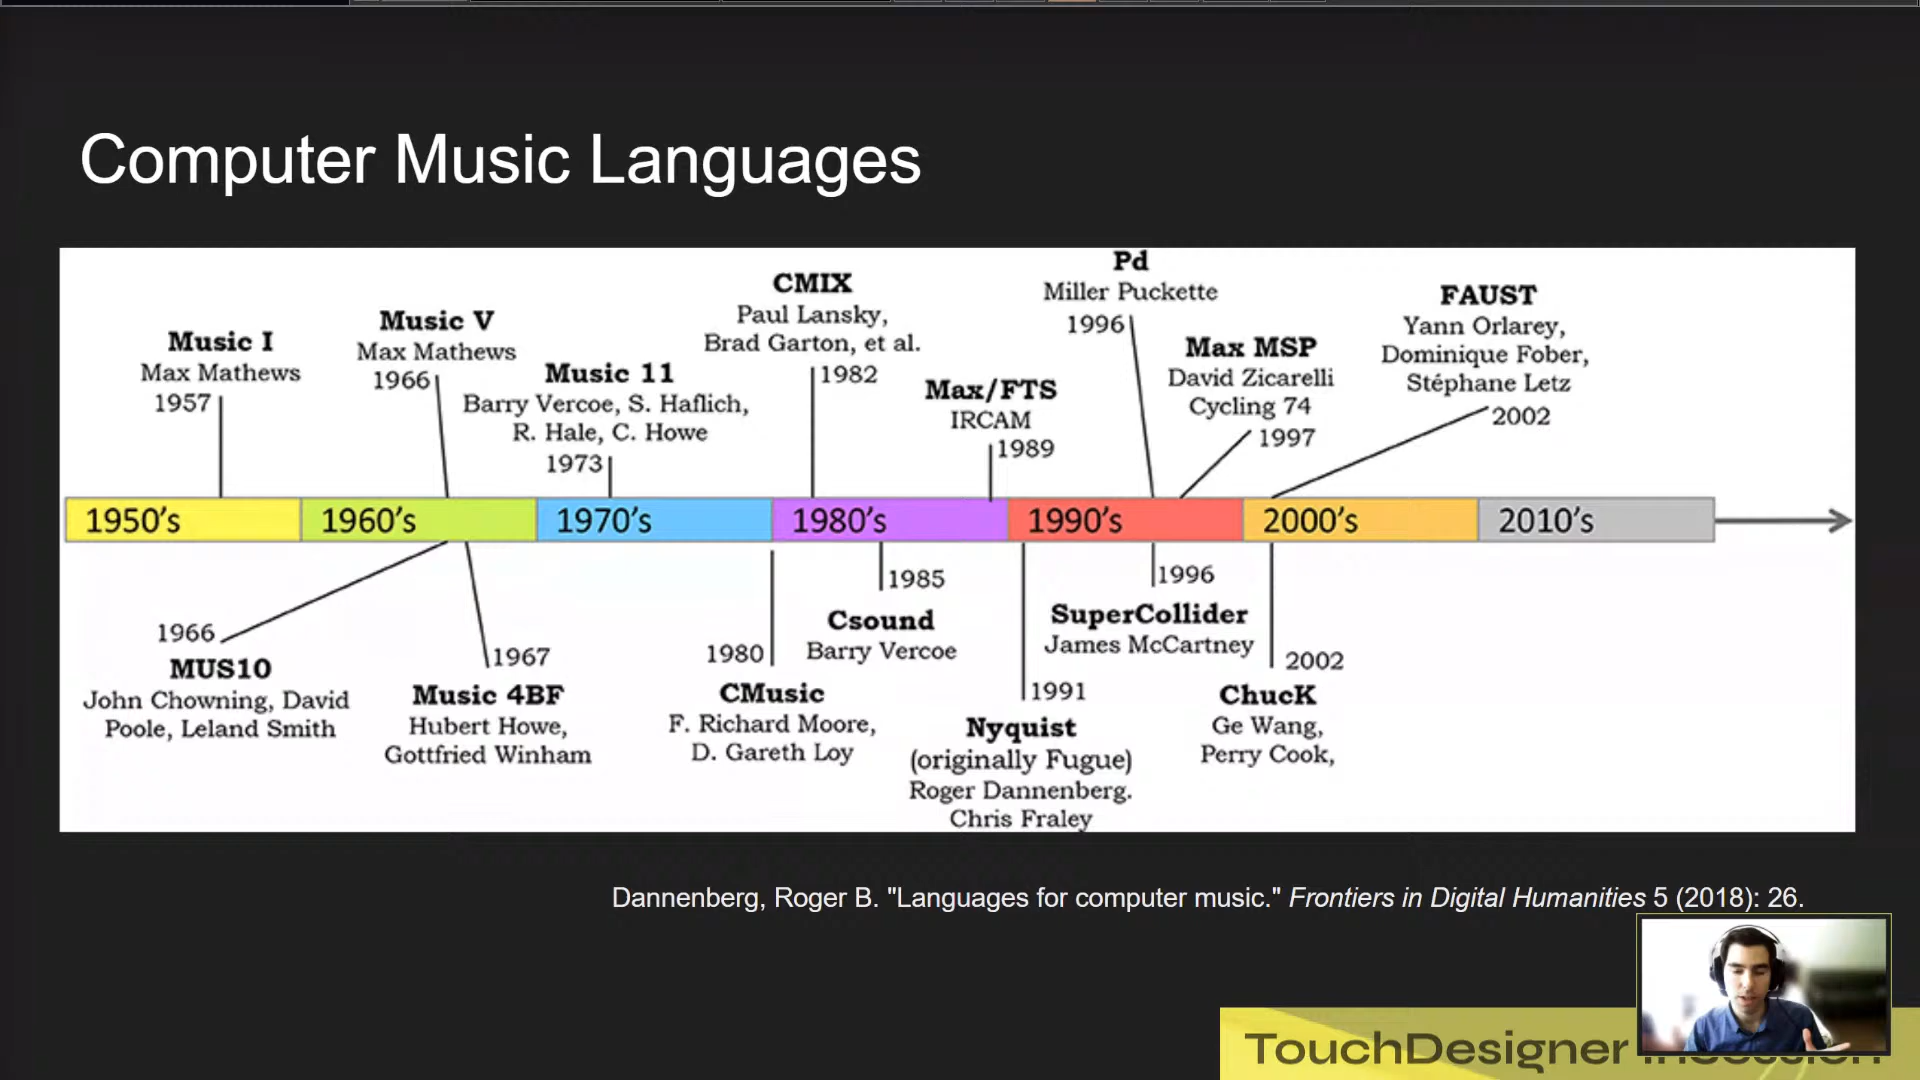 Computer Music Languages
Music I
Max Mathews
1957
Music V
Max Mathews
1966
Music 11
Barry Vercoe, S. Haflich,
R. Hale, C. Howe
1973
CMIX
Paul Lansky,
Brad Garton, et al.
1982
Max/FTS
IRCAM
1989
Pd
Miller Puckette
1996
Max MSP
David Zicarelli
Cycling 74
1997
FAUST
Yann Orlarey,
Dominique Fober,
Stéphane Letz
2002
1950's 1960's 1970's 1980's 1990's 2000's 2010's
1966
MUS10
John Chowning, David
Poole, Leland Smith
1967
Music 4BF
Hubert Howe,
Gottfried Winham
1980
CMusic
F. Richard Moore,
D. Gareth Loy
1985
Csound
Barry Vercoe
1991
Nyquist
(originally Fugue)
Roger Dannenberg.
Chris Fraley
1996
SuperCollider
James McCartney
2002
ChucK
Ge Wang,
Perry Cook,
Dannenberg, Roger B. "Languages for computer music." Frontiers in Digital Humanities 5 (2018): 26.
TouchDesigner